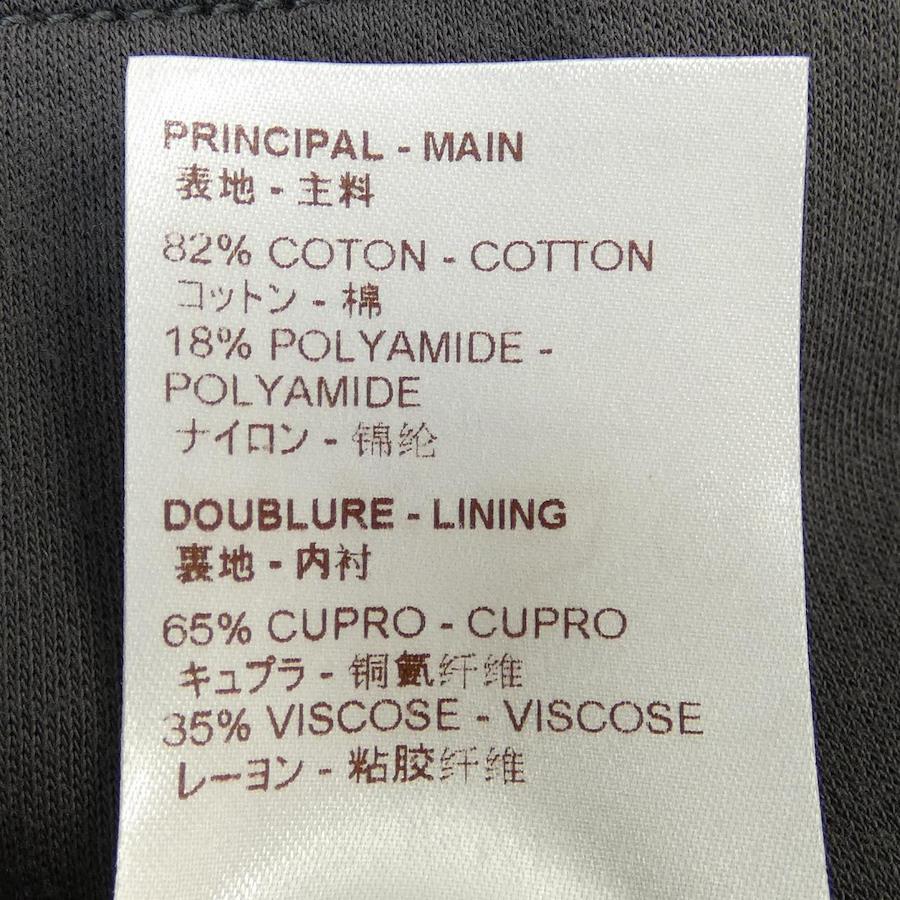 PRINCIPAL - MAIN
表地 - 主料
82% COTON - COTTON
コットン - 棉
18% POLYAMIDE -
POLYAMIDE
ナイロン - 锦纶
DOUBLURE - LINING
裏地 - 内衬
65% CUPRO - CUPRO
キュプラ - 铜氨纤维
35% VISCOSE - VISCOSE
レーヨン - 粘胶纤维